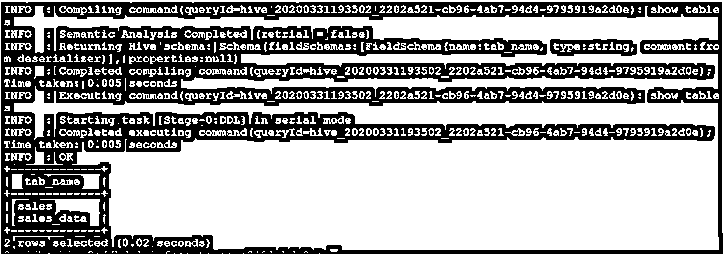 INFO  : Compiling command(queryId=hive_20200331193502_2202a521-cb96-4ab7-94d4-9795919a2d0e): show table
s
INFO  : Semantic Analysis Completed (retrial = false)
INFO  : Returning Hive schema: Schema(fieldSchemas:[FieldSchema(name:tab_name, type:string, comment:fro
m deserializer)], properties:null)
INFO  : Completed compiling command(queryId=hive_20200331193502_2202a521-cb96-4ab7-94d4-9795919a2d0e);
Time taken: 0.005 seconds
INFO  : Executing command(queryId=hive_20200331193502_2202a521-cb96-4ab7-94d4-9795919a2d0e): show table
s
INFO  : Starting task [Stage-0:DDL] in serial mode
INFO  : Completed executing command(queryId=hive_20200331193502_2202a521-cb96-4ab7-94d4-9795919a2d0e);
Time taken: 0.005 seconds
INFO  : OK
+-------------+
| tab_name |
+-------------+
| sales |
| sales_data |
+-------------+
2 rows selected (0.02 seconds)